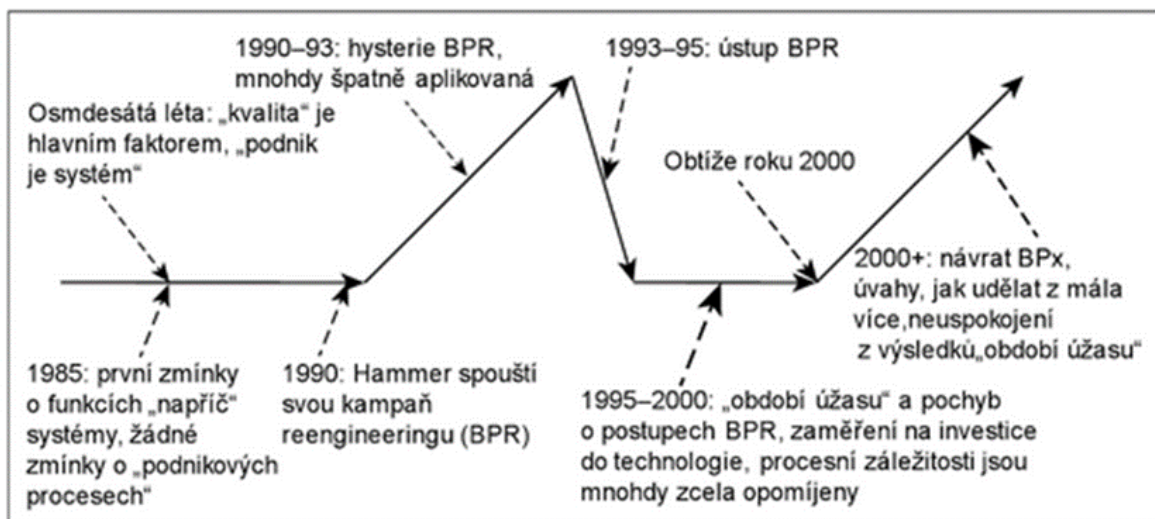 1990–93: hysterie BPR,
mnohdy špatně aplikovaná
1993–95: ústup BPR
Osmdesátá léta: „kvalita“ je
hlavním faktorem, „podnik
je systém“
Obtíže roku 2000
2000+: návrat BPx,
úvahy, jak udělat z mála
více,neuspokojení
z výsledků„období úžasu“
1985: první zmínky
o funkcích „napříč“
systémy, žádné
zmínky o „podnikových
procesech“
1990: Hammer spouští
svou kampaň
reengineeringu (BPR)
1995–2000: „období úžasu“ a pochyb
o postupech BPR, zaměření na investice
do technologie, procesní záležitosti jsou
mnohdy zcela opomíjeny